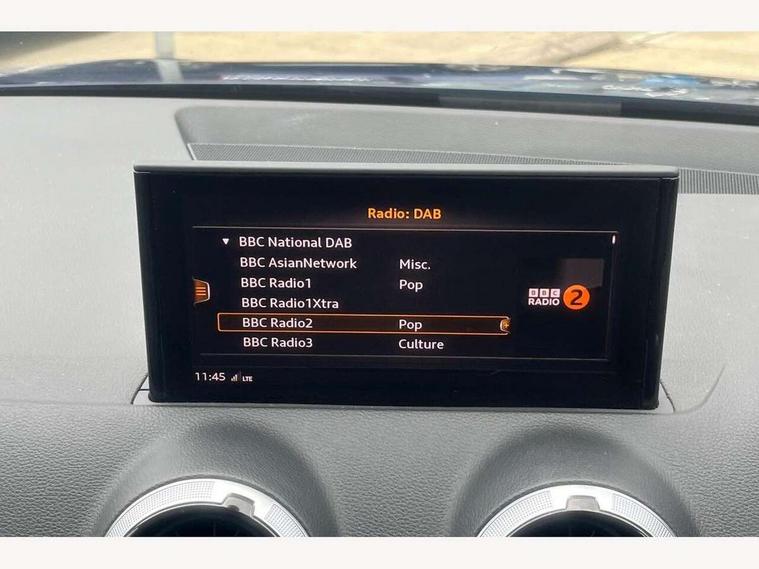 Radio: DAB
▼ BBC National DAB
BBC AsianNetwork Misc.
BBC Radio1 Pop
BBC Radio1Xtra
BBC Radio2 Pop
BBC Radio3 Culture
BBC
RADIO 2
11:45 LTE